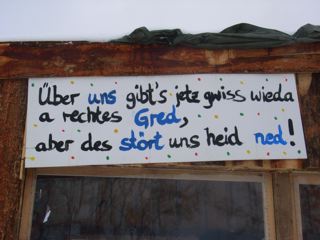 Über uns gibt's jetz gwiss wieda
a rechtes Gred,
aber des stört uns heid ned!